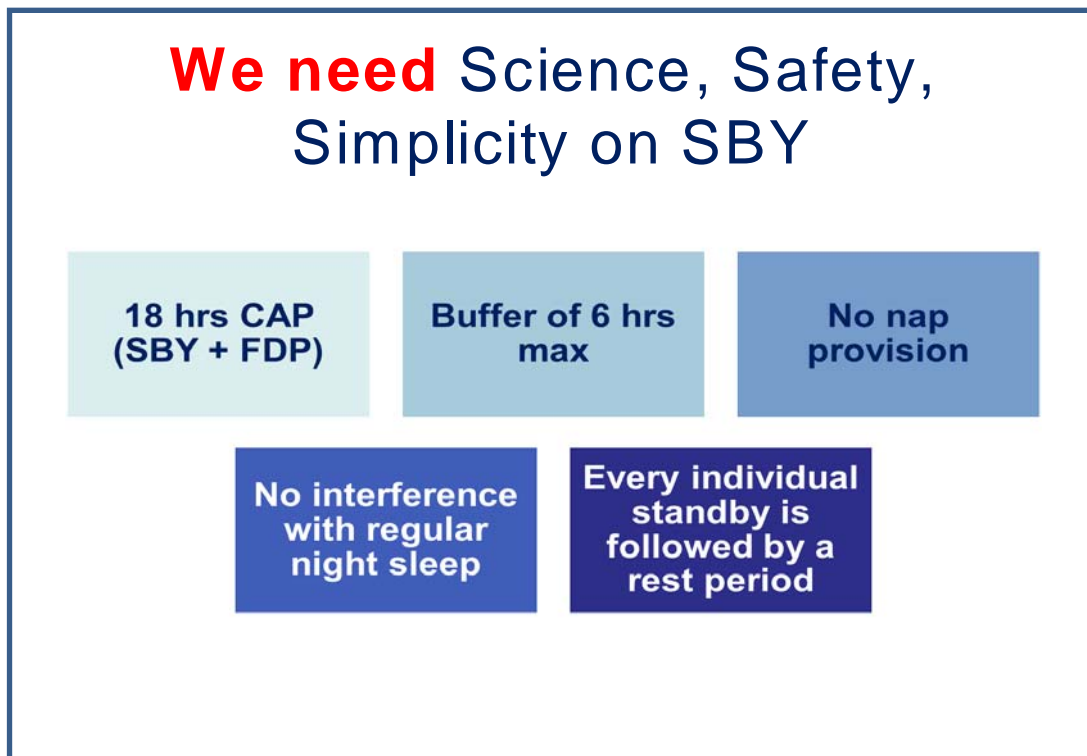 We need Science, Safety,
Simplicity on SBY
18 hrs CAP
(SBY + FDP)
Buffer of 6 hrs
max
No nap
provision
No interference
with regular
night sleep
Every individual
standby is
followed by a
rest period